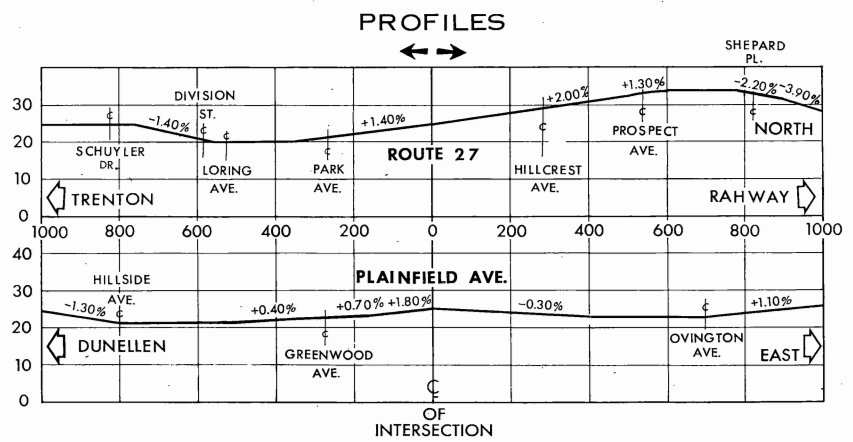 PROFILES
SHEPARD
PL.
DIVISION
ST.
-1.40%
+1.40%
+2.00%
+1.30%
-2.20%
-3.90%
30
20
10
0
℄ ℄ ℄ ℄ ℄ ℄ ℄
SCHUYLER
DR.
LORING
AVE.
PARK
AVE.
ROUTE 27
HILLCREST
AVE.
PROSPECT
AVE.
NORTH
TRENTON
RAHWAY
1000 800 600 400 200 0 200 400 600 800 1000
40
30
20
10
0
HILLSIDE
AVE.
PLAINFIELD AVE.
-1.30%
℄
+0.40%
+0.70%
+1.80%
-0.30%
℄
+1.10%
DUNELLEN
℄
GREENWOOD
AVE.
OVINGTON
AVE.
EAST
℄
OF
INTERSECTION